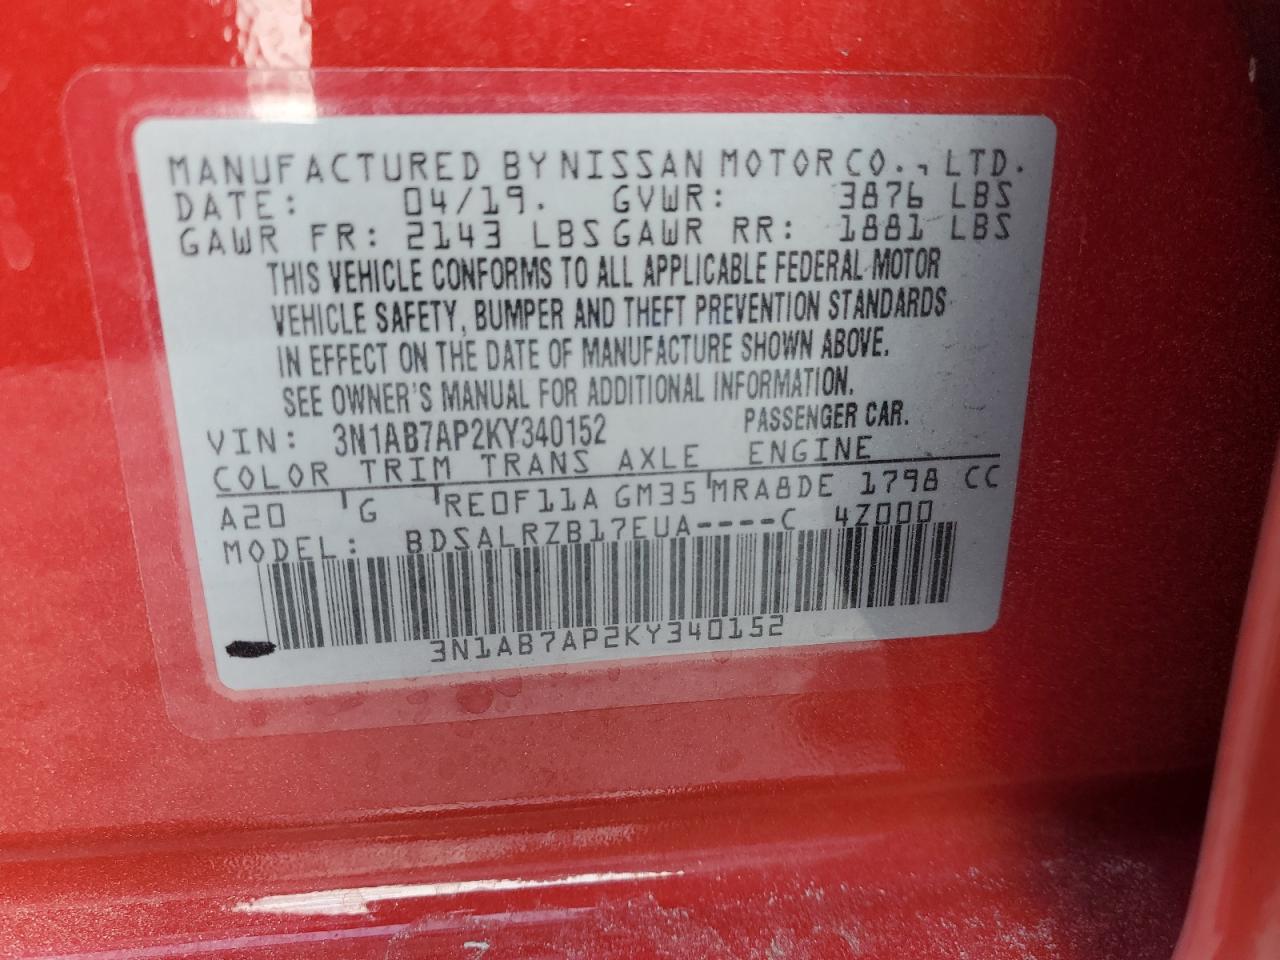 MANUFACTURED BY NISSAN MOTOR CO., LTD.
DATE: 04/19. GVWR: 3876 LBS
GAWR FR: 2143 LBS GAWR RR: 1881 LBS
THIS VEHICLE CONFORMS TO ALL APPLICABLE FEDERAL MOTOR
VEHICLE SAFETY, BUMPER AND THEFT PREVENTION STANDARDS
IN EFFECT ON THE DATE OF MANUFACTURE SHOWN ABOVE.
SEE OWNER'S MANUAL FOR ADDITIONAL INFORMATION.
VIN: 3N1AB7AP2KY340152 PASSENGER CAR.
COLOR TRIM TRANS AXLE ENGINE
A20 G RE0F11A GM35 MRA8DE 1798 CC
MODEL: BDSALRZB17EUA----C 4Z000
3N1AB7AP2KY340152